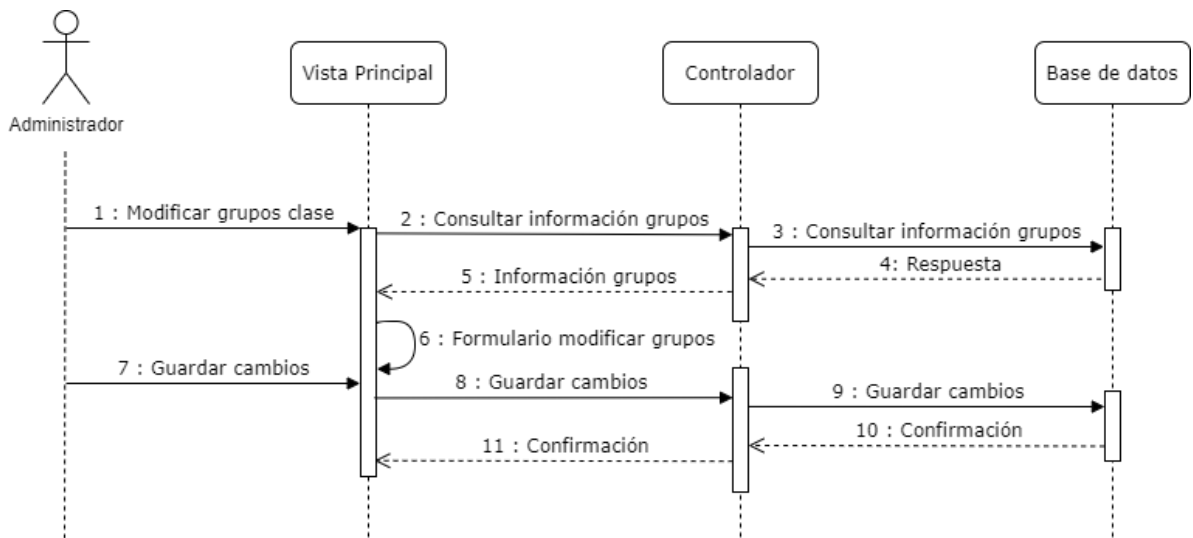 Administrador
Vista Principal
Controlador
Base de datos
1 : Modificar grupos clase
2 : Consultar información grupos
3 : Consultar información grupos
4: Respuesta
5 : Información grupos
6 : Formulario modificar grupos
7 : Guardar cambios
8 : Guardar cambios
9 : Guardar cambios
10 : Confirmación
11 : Confirmación